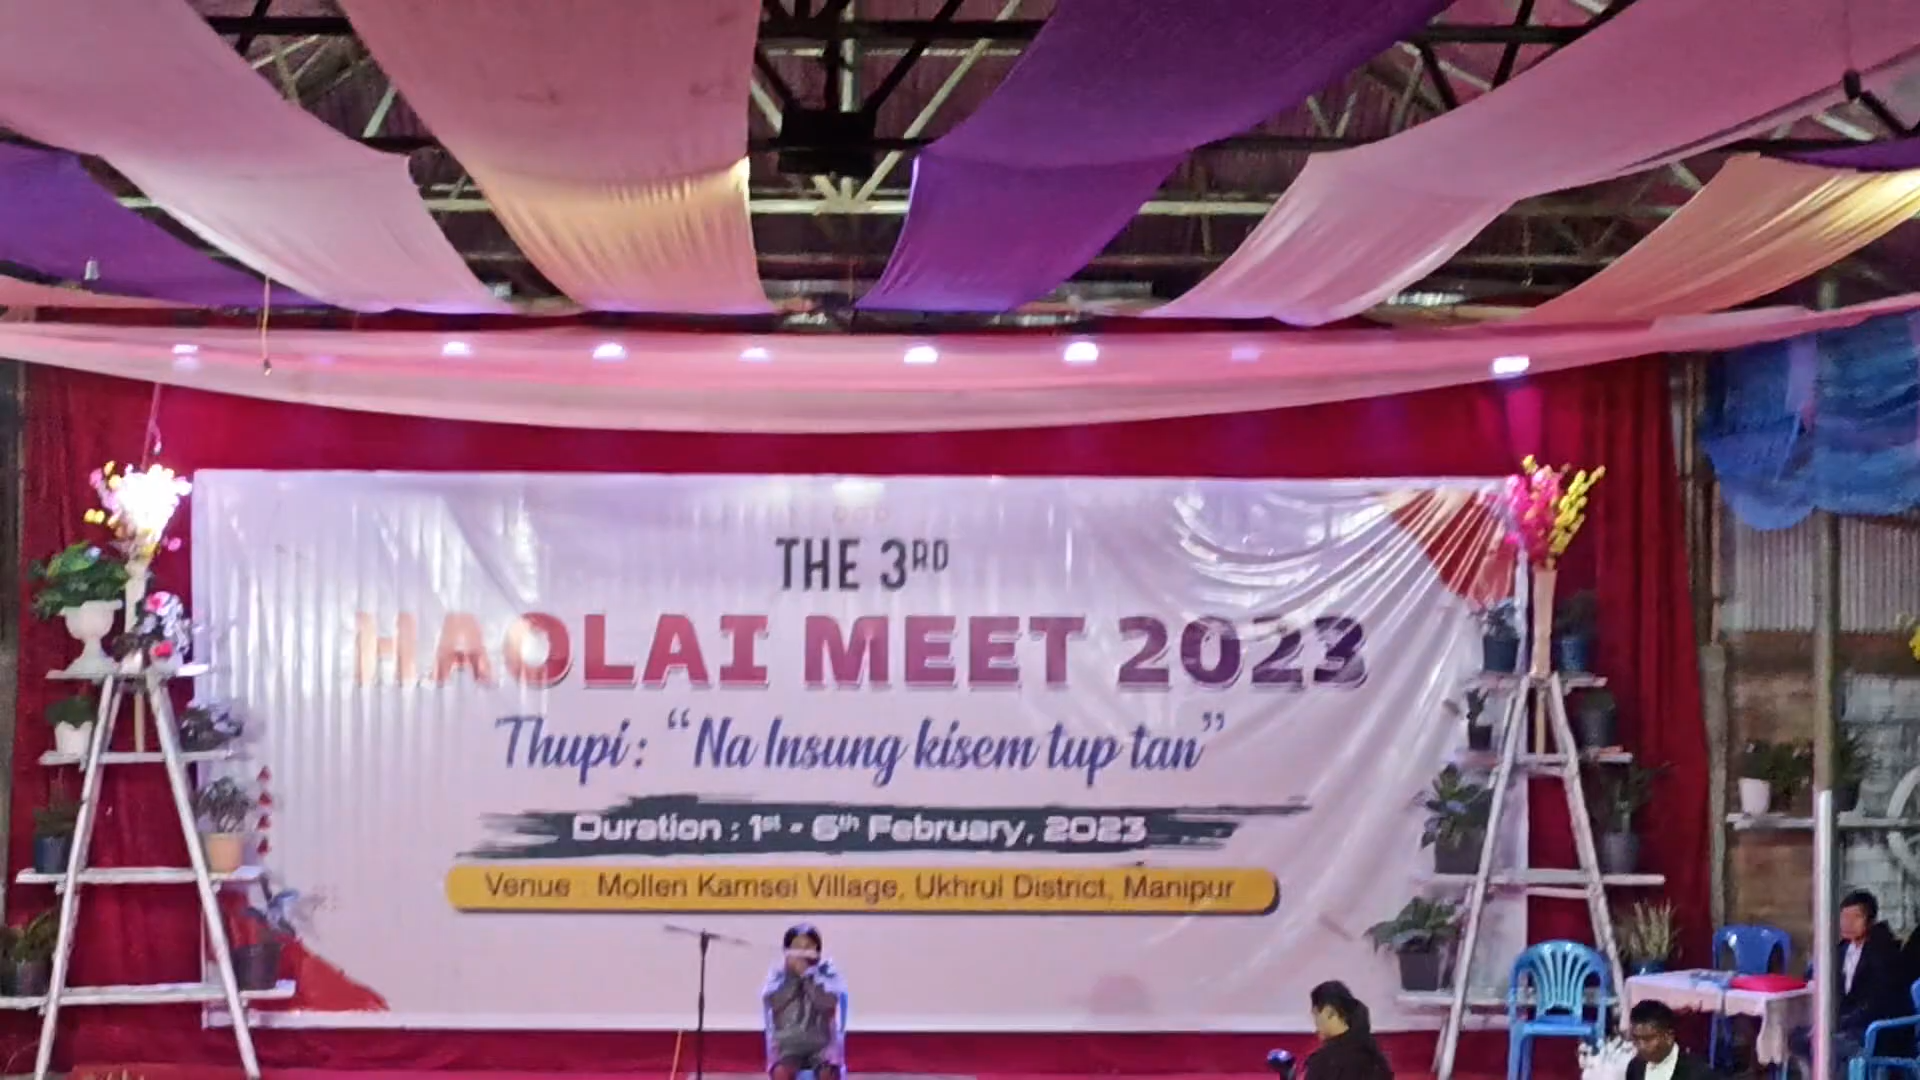 THE 3RD
HAOLAI MEET 2023
Thupi : “Na Insung kisem tup tan”
Duration : 1st - 6th February, 2023
Venue : Mollen Kamsei Village, Ukhrul District, Manipur